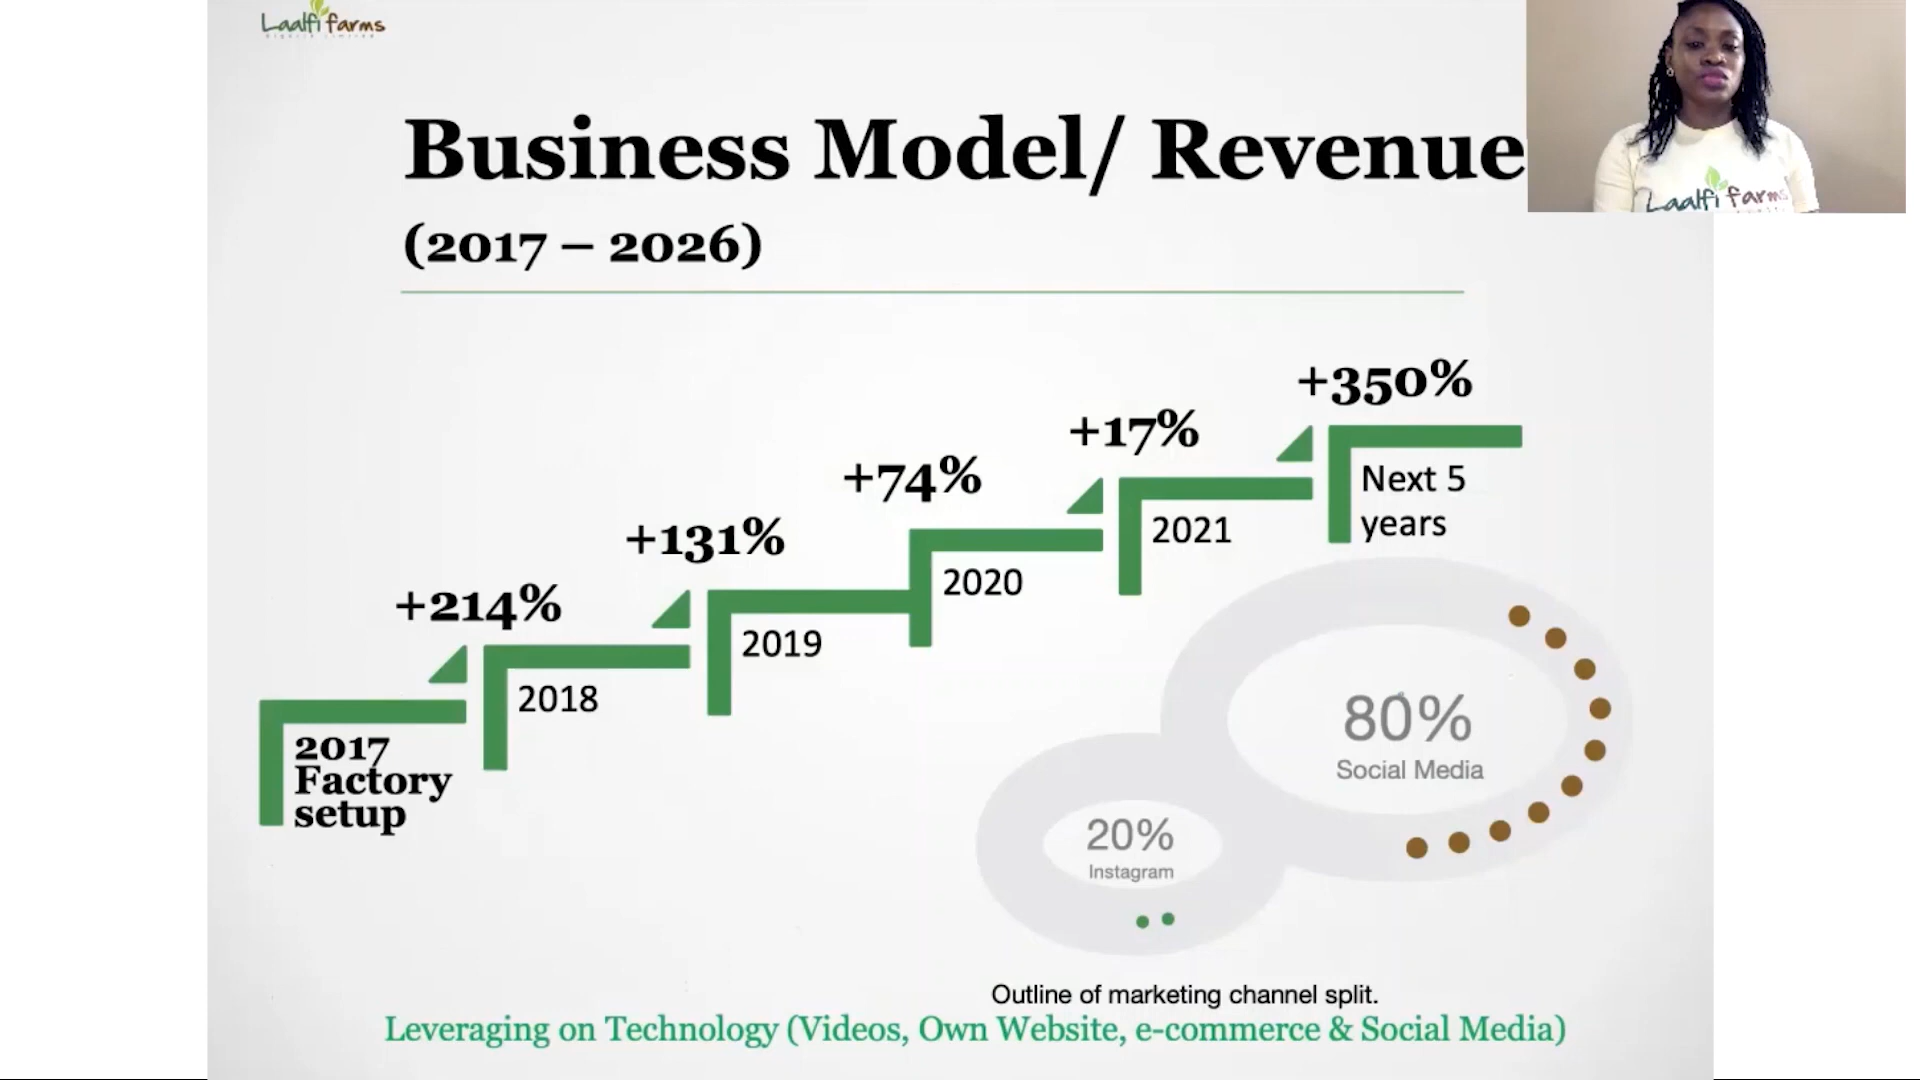 Laalfi farms
Business Model/ Revenue
(2017 – 2026)
+350%
+17%
+74%
+131%
+214%
Next 5
years
2021
2020
2019
2018
2017
Factory
setup
80%
Social Media
20%
Instagram
Outline of marketing channel split.
Leveraging on Technology (Videos, Own Website, e-commerce & Social Media)
Laalfi farms